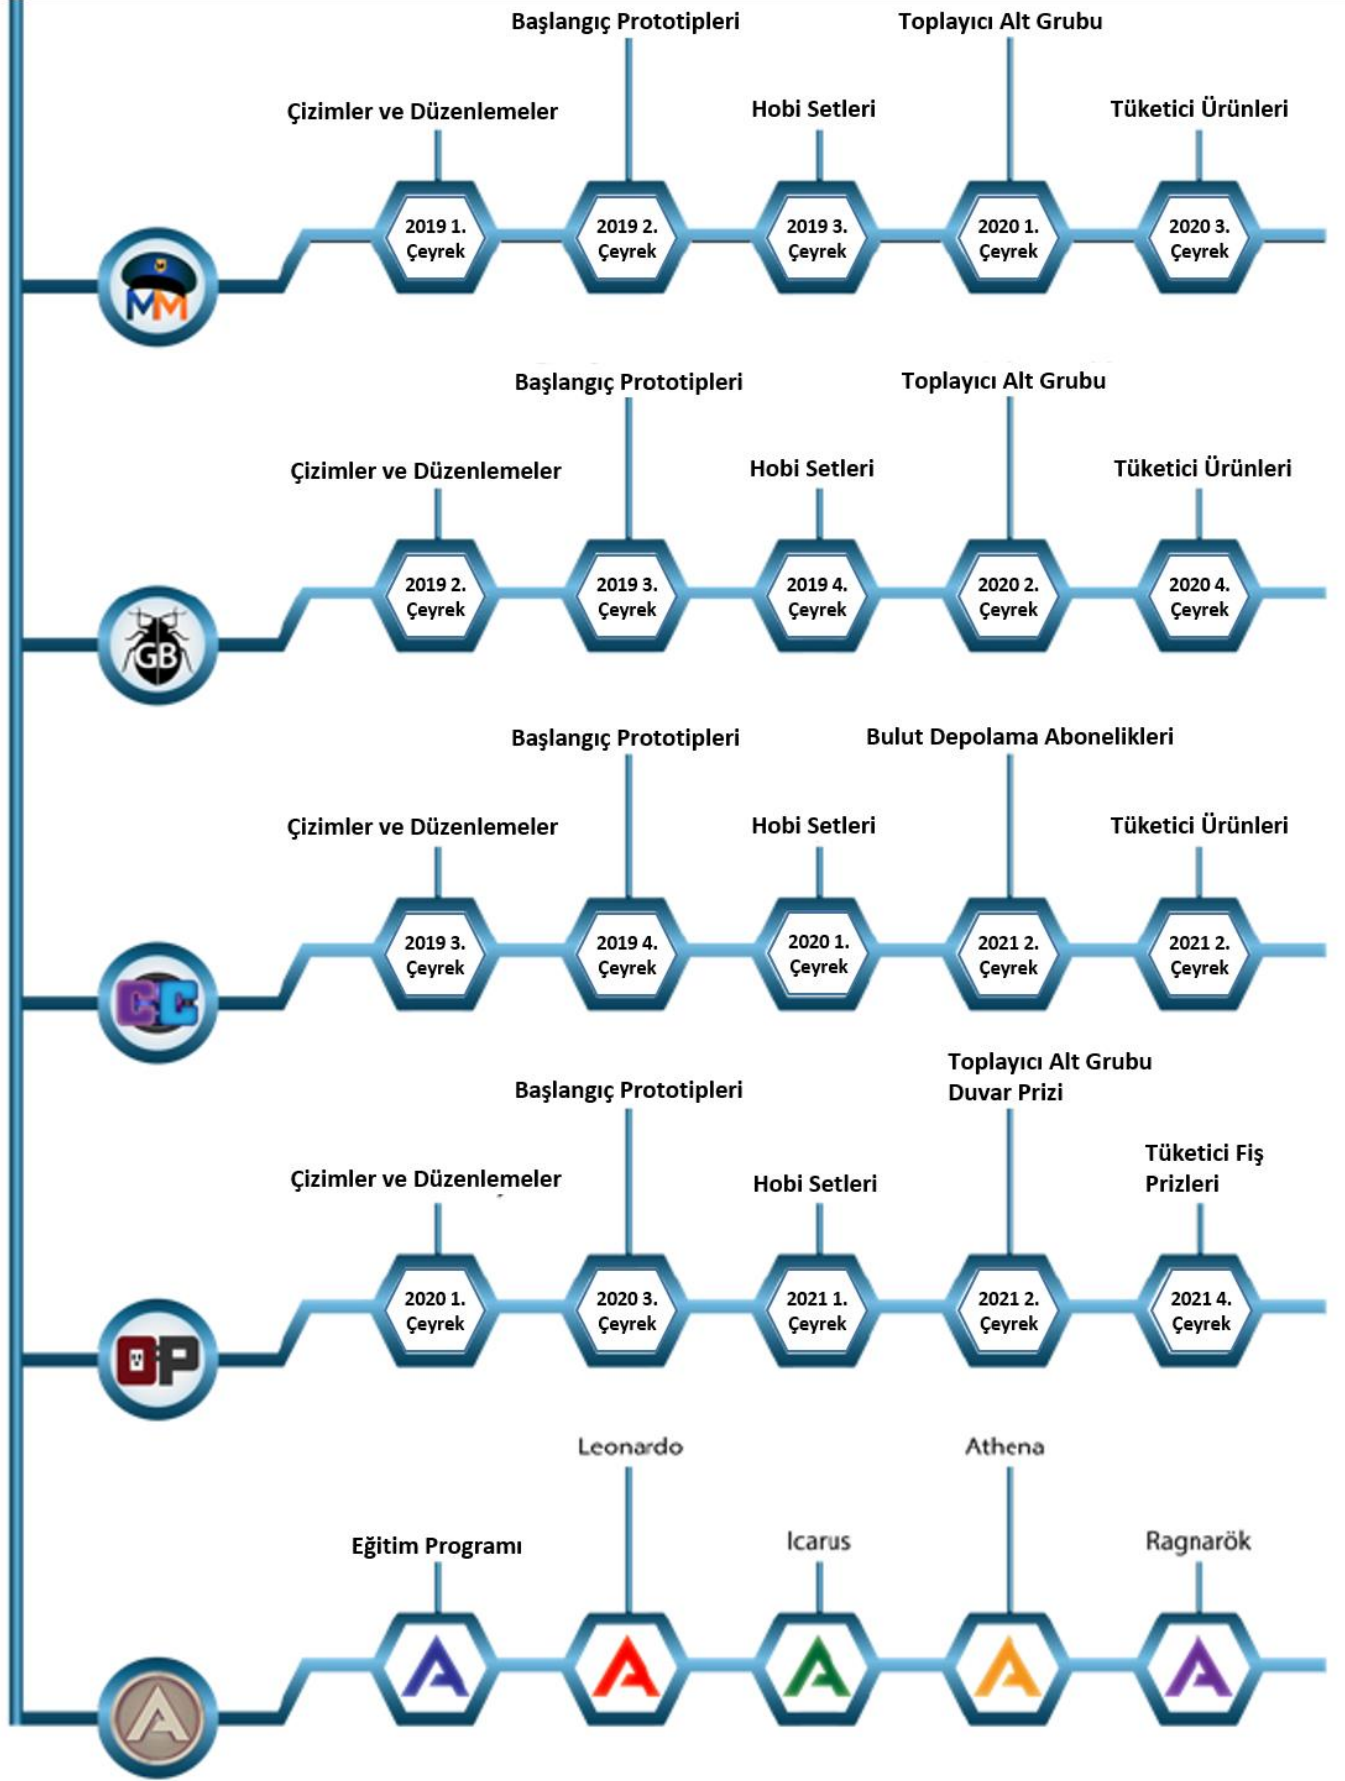 Başlangıç Prototipleri
Toplayıcı Alt Grubu
Çizimler ve Düzenlemeler
Hobi Setleri
Tüketici Ürünleri
2019 1.
Çeyrek
2019 2.
Çeyrek
2019 3.
Çeyrek
2020 1.
Çeyrek
2020 3.
Çeyrek
MM
Başlangıç Prototipleri
Toplayıcı Alt Grubu
Çizimler ve Düzenlemeler
Hobi Setleri
Tüketici Ürünleri
2019 2.
Çeyrek
2019 3.
Çeyrek
2019 4.
Çeyrek
2020 2.
Çeyrek
2020 4.
Çeyrek
GB
Başlangıç Prototipleri
Bulut Depolama Abonelikleri
Çizimler ve Düzenlemeler
Hobi Setleri
Tüketici Ürünleri
2019 3.
Çeyrek
2019 4.
Çeyrek
2020 1.
Çeyrek
2021 2.
Çeyrek
2021 2.
Çeyrek
CC
Başlangıç Prototipleri
Toplayıcı Alt Grubu
Duvar Prizi
Çizimler ve Düzenlemeler
Hobi Setleri
Tüketici Fiş
Prizleri
2020 1.
Çeyrek
2020 3.
Çeyrek
2021 1.
Çeyrek
2021 2.
Çeyrek
2021 4.
Çeyrek
OP
Leonardo
Athena
Eğitim Programı
Icarus
Ragnarök